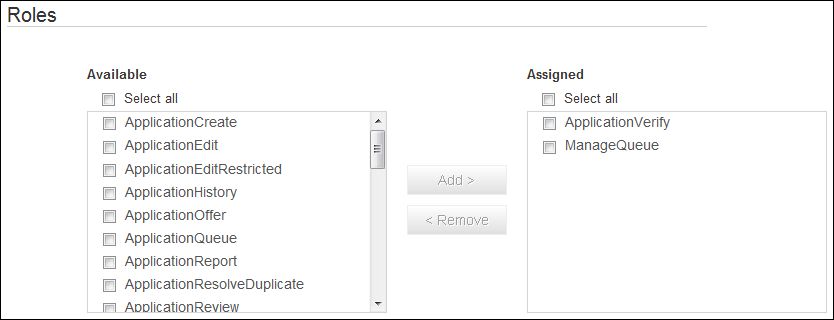 Roles
Available
Select all
ApplicationCreate
ApplicationEdit
ApplicationEditRestricted
ApplicationHistory
ApplicationOffer
ApplicationQueue
ApplicationReport
ApplicationResolveDuplicate
ApplicationReview
Add >
< Remove
Assigned
Select all
ApplicationVerify
ManageQueue